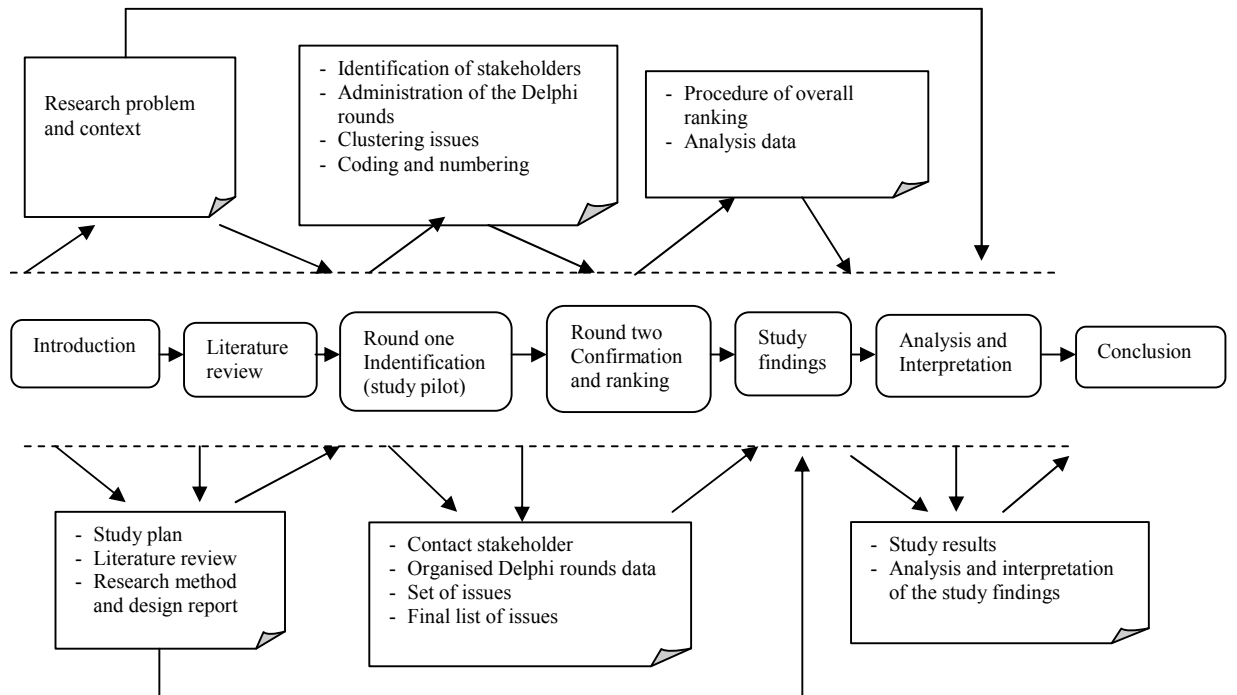 Research problem
and context
- Identification of stakeholders
- Administration of the Delphi
rounds
- Clustering issues
- Coding and numbering
- Procedure of overall
ranking
- Analysis data
Introduction
Literature
review
Round one
Indentification
(study pilot)
Round two
Confirmation
and ranking
Study
findings
Analysis and
Interpretation
Conclusion
- Study plan
- Literature review
- Research method
and design report
- Contact stakeholder
- Organised Delphi rounds data
- Set of issues
- Final list of issues
- Study results
- Analysis and interpretation
of the study findings